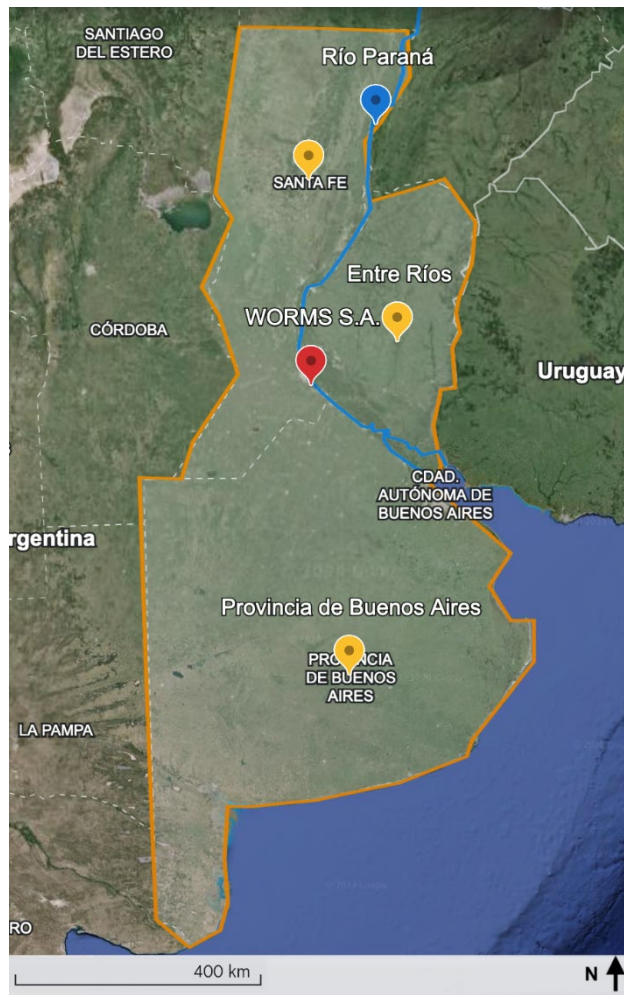 SANTIAGO
DEL ESTERO
Río Paraná
SANTA FE
Entre Ríos
WORMS S.A.
CÓRDOBA
Uruguay
CDAD.
AUTÓNOMA DE
BUENOS AIRES
rgentina
Provincia de Buenos Aires
PROVINCIA
DE BUENOS
AIRES
LA PAMPA
RO
400 km
N